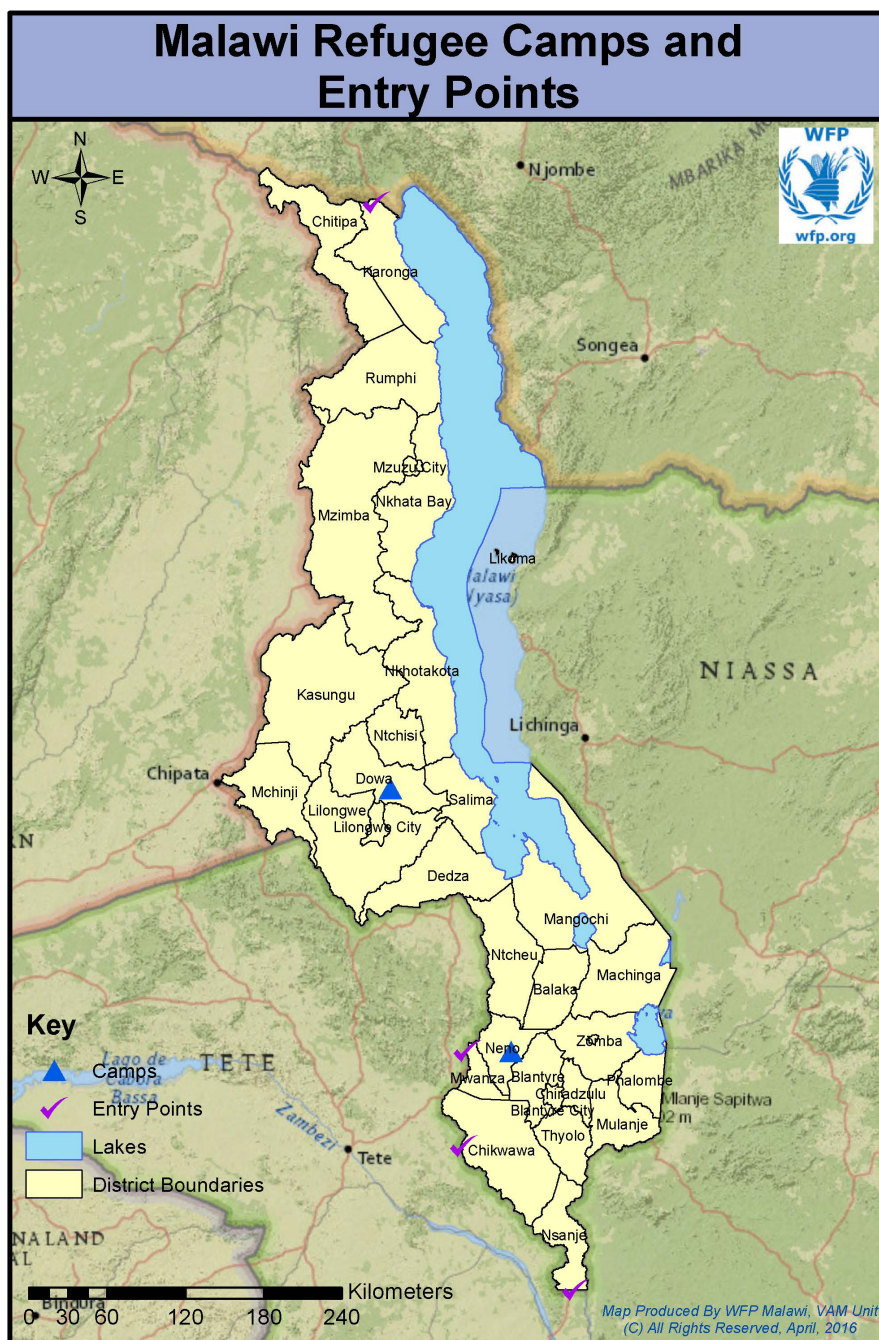 Malawi Refugee Camps and
Entry Points
N
W E
S
WFP
wfp.org
Njombe
Chitipa
Karonga
Songea
Rumphi
Mzuzu City
Nkhata Bay
Mzimba
Likoma
NIASSA
Nkhotakota
Kasungu
Lichinga
Ntchisi
Chipata
Dowa
Mchinji
Salima
Lilongwe
Lilongwe City
Dedza
Mangochi
Ntcheu
Machinga
Balaka
Neno
Zomba
Mwanza
Blantyre
Phalombe
Chiradzulu
Blantyre City
Mulanje
Thyolo
Chikwawa
Nsanje
Key
Camps
Entry Points
Lakes
District Boundaries
Lago de
Cabora
Bassa
TETE
Zambezi
Tete
Kilometers
0 30 60 120 180 240
Map Produced By WFP Malawi, VAM Unit
(C) All Rights Reserved, April, 2016